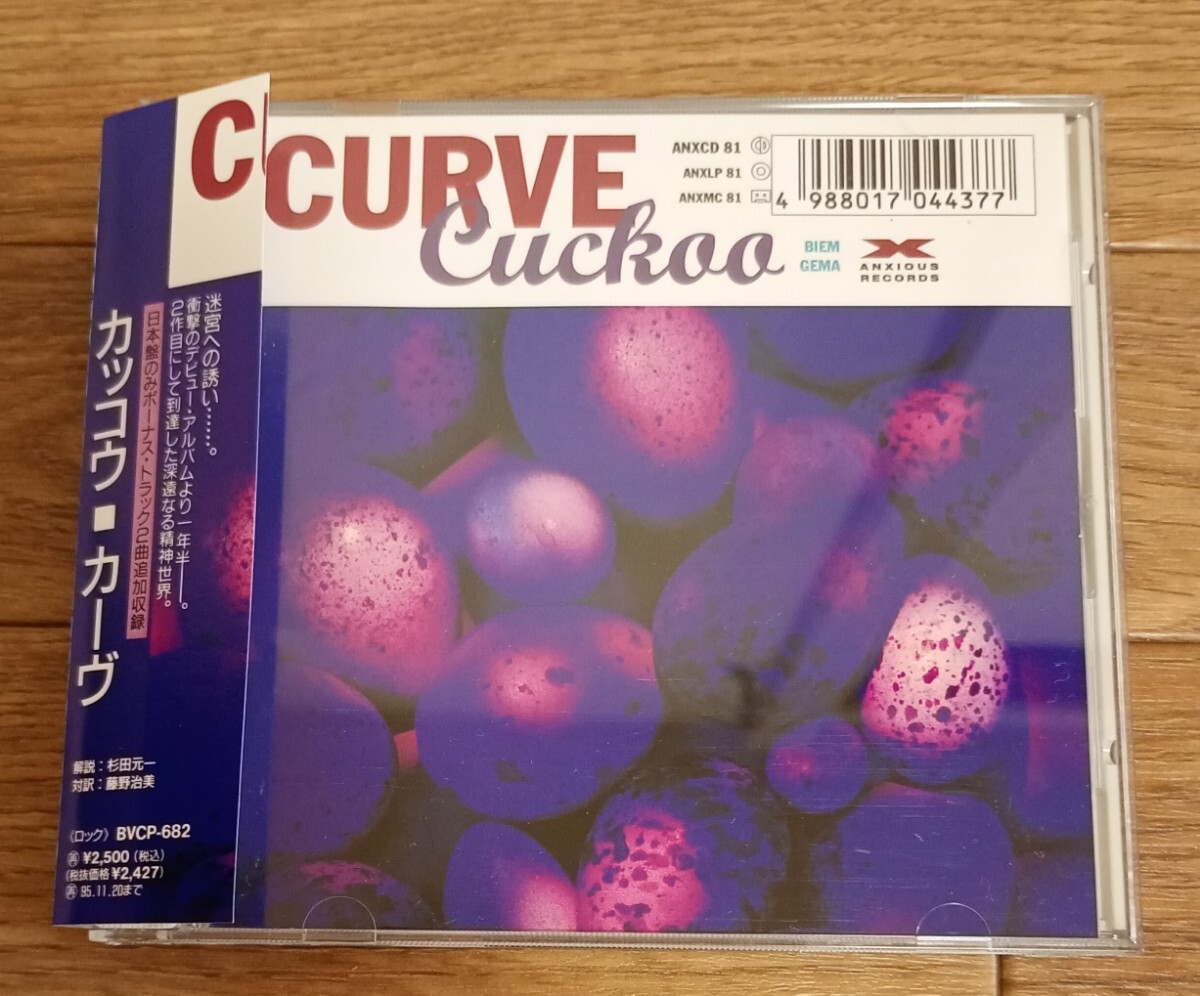 CU
カッコウ■カーヴ
日本盤のみボーナス・トラック2曲追加収録
迷宮への誘い……。
衝撃のデビュー・アルバムより一年半──。
2作目にして到達した深遠なる精神世界。
解説：杉田元一
対訳：藤野治美
〈ロック〉 BVCP-682
㊢¥2,500(税込)
(税抜価格¥2,427)
㊢95.11.20まで
CURVE
Cuckoo
ANXCD 81
ANXLP 81
ANXMC 81
4 988017 044377
BIEM
GEMA
ANXIOUS
RECORDS